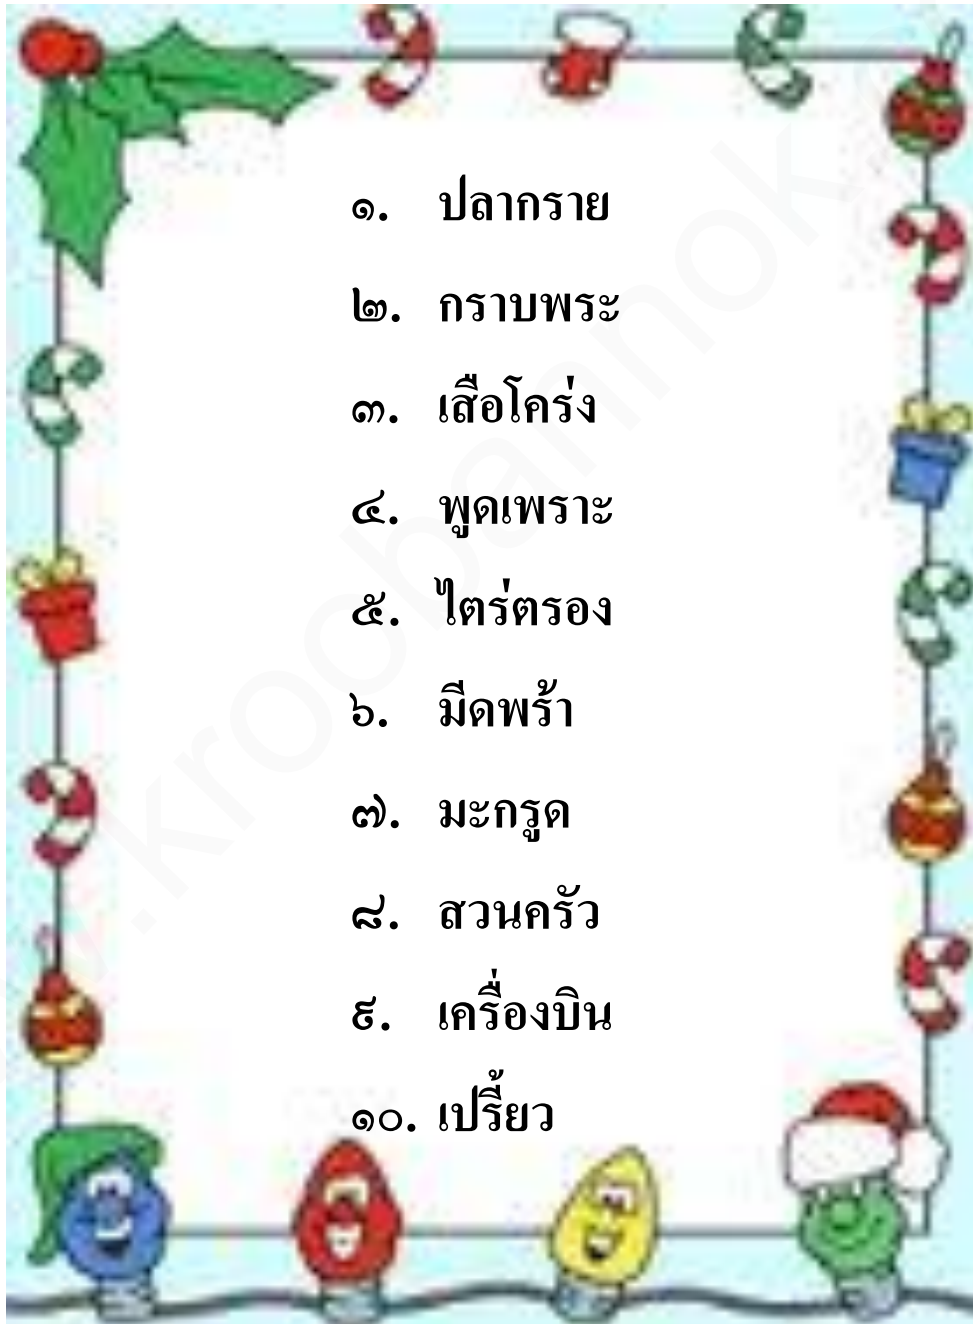 ๑. ปลากราย
๒. กราบพระ
๓. เสือโคร่ง
๔. พูดเพราะ
๕. ไตร่ตรอง
๖. มีดพร้า
๗. มะกรูด
๘. สวนครัว
๙. เครื่องบิน
๑๐. เปรี้ยว
.kroobannok